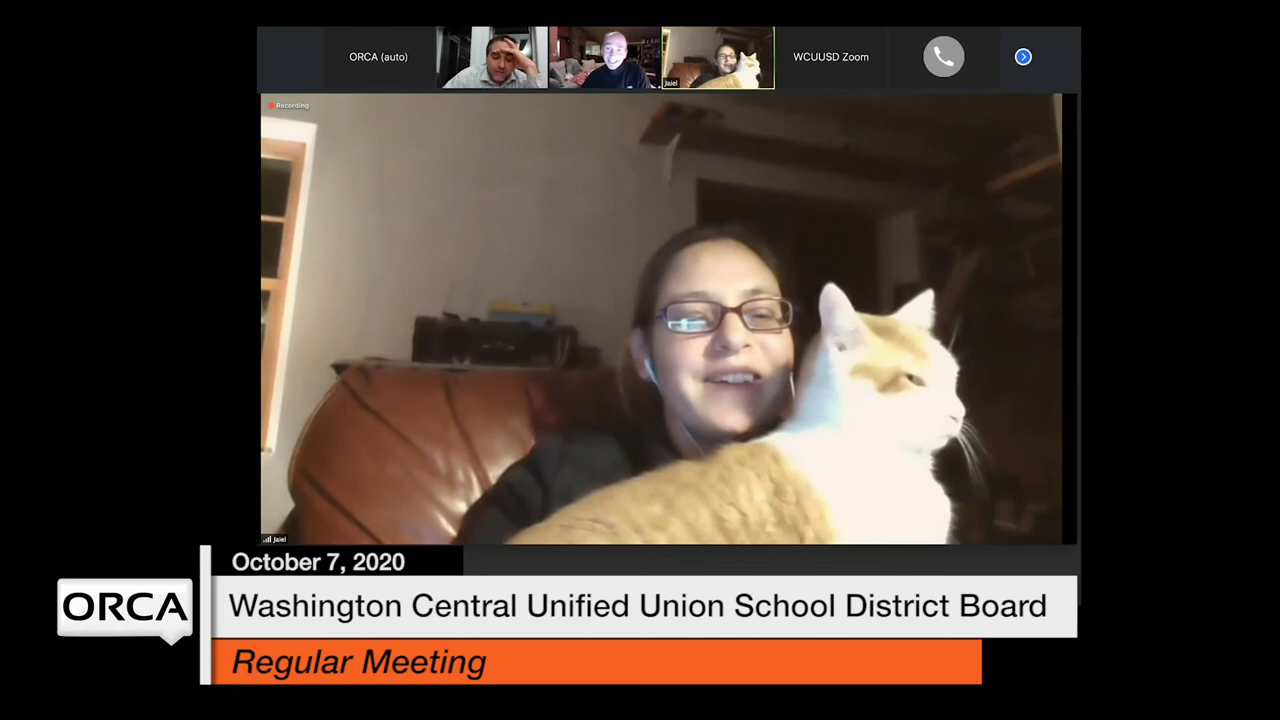 ORCA (auto)
Jaiel
WCUUSD Zoom
Recording
Jaiel
October 7, 2020
ORCA
Washington Central Unified Union School District Board
Regular Meeting